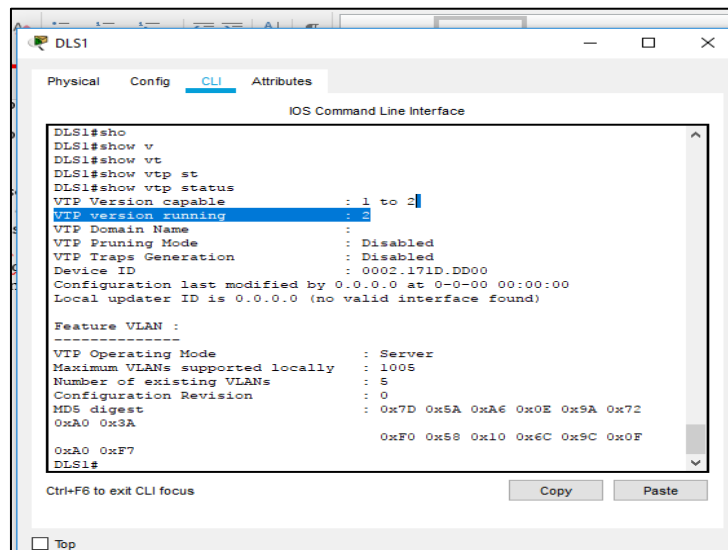 DLS1
Physical Config CLI Attributes
IOS Command Line Interface
DLS1#sho
DLS1#show v
DLS1#show vt
DLS1#show vtp st
DLS1#show vtp status
VTP Version capable : 1 to 2
VTP version running : 2
VTP Domain Name :
VTP Pruning Mode : Disabled
VTP Traps Generation : Disabled
Device ID : 0002.171D.DD00
Configuration last modified by 0.0.0.0 at 0-0-00 00:00:00
Local updater ID is 0.0.0.0 (no valid interface found)
Feature VLAN :
--------------
VTP Operating Mode : Server
Maximum VLANs supported locally : 1005
Number of existing VLANs : 5
Configuration Revision : 0
MD5 digest : 0x7D 0x5A 0xA6 0x0E 0x9A 0x72
0xA0 0x3A
0xF0 0x58 0x10 0x6C 0x9C 0x0F
0xA0 0xF7
DLS1#
Ctrl+F6 to exit CLI focus
Copy Paste
Top